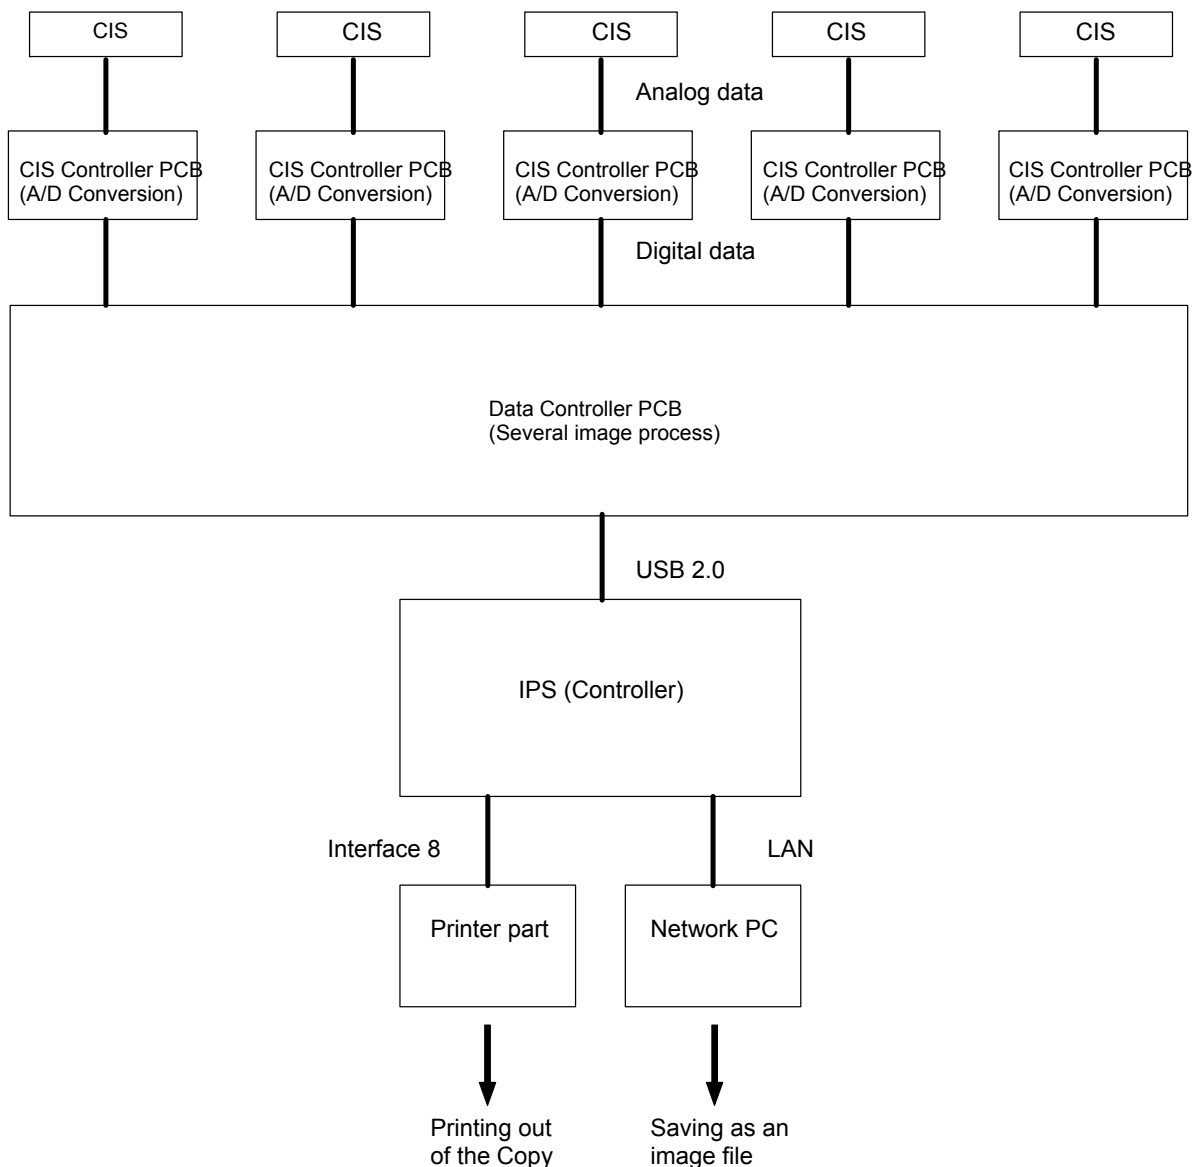 CIS
CIS
CIS
CIS
CIS
Analog data
CIS Controller PCB
(A/D Conversion)
CIS Controller PCB
(A/D Conversion)
CIS Controller PCB
(A/D Conversion)
CIS Controller PCB
(A/D Conversion)
CIS Controller PCB
(A/D Conversion)
Digital data
Data Controller PCB
(Several image process)
USB 2.0
IPS (Controller)
Interface 8
LAN
Printer part
Network PC
Printing out
of the Copy
Saving as an
image file